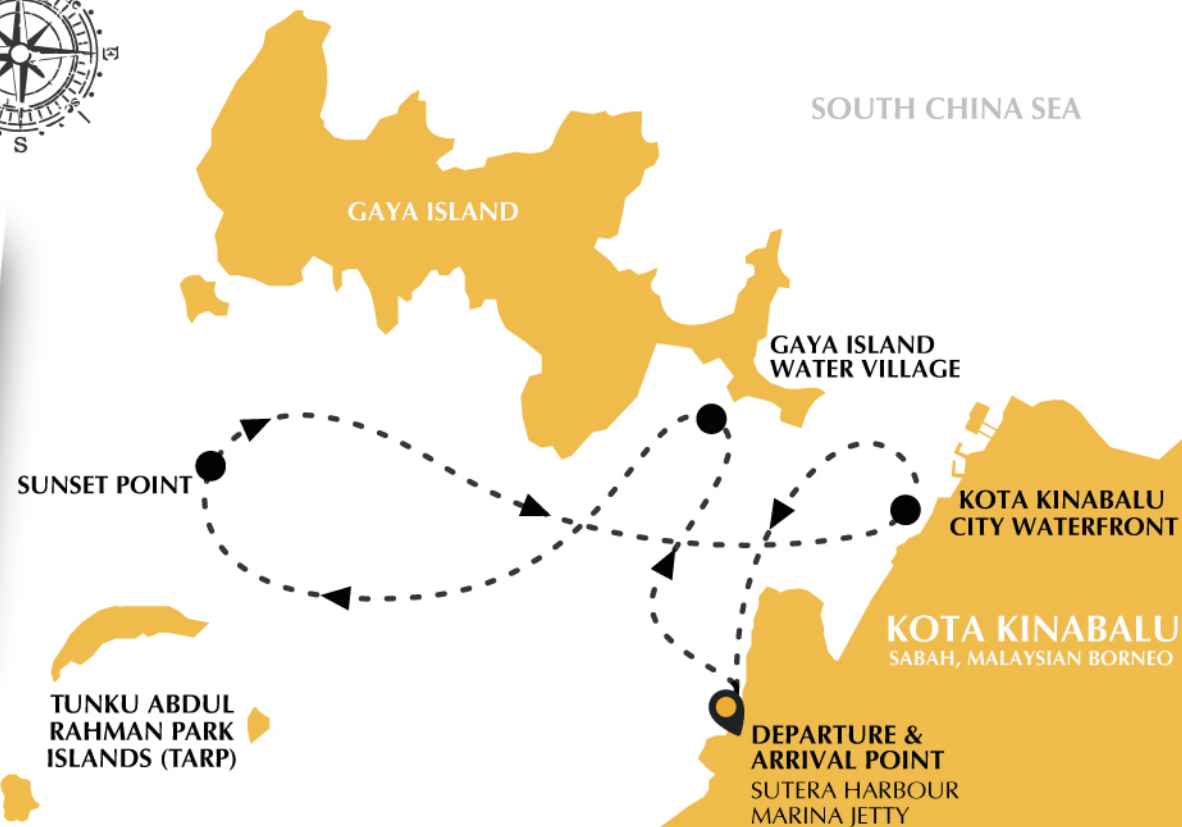 E
S
SE
SOUTH CHINA SEA
GAYA ISLAND
GAYA ISLAND
WATER VILLAGE
SUNSET POINT
KOTA KINABALU
CITY WATERFRONT
KOTA KINABALU
SABAH, MALAYSIAN BORNEO
TUNKU ABDUL
RAHMAN PARK
ISLANDS (TARP)
DEPARTURE &
ARRIVAL POINT
SUTERA HARBOUR
MARINA JETTY